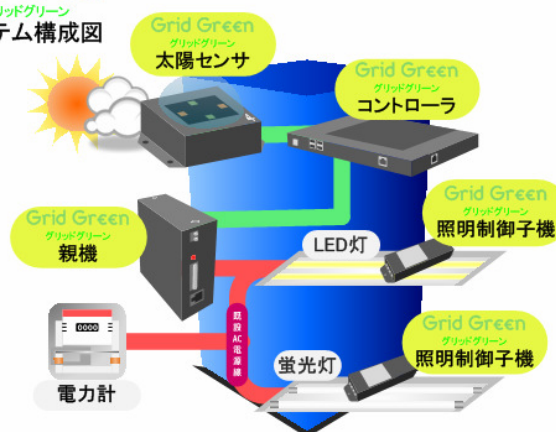 リッドグリーン
テム構成図
Grid Green
グリッドグリーン
太陽センサ
Grid Green
グリッドグリーン
コントローラ
Grid Green
グリッドグリーン
親機
Grid Green
グリッドグリーン
照明制御子機
LED灯
既設AC電源線
0000
電力計
蛍光灯
Grid Green
グリッドグリーン
照明制御子機